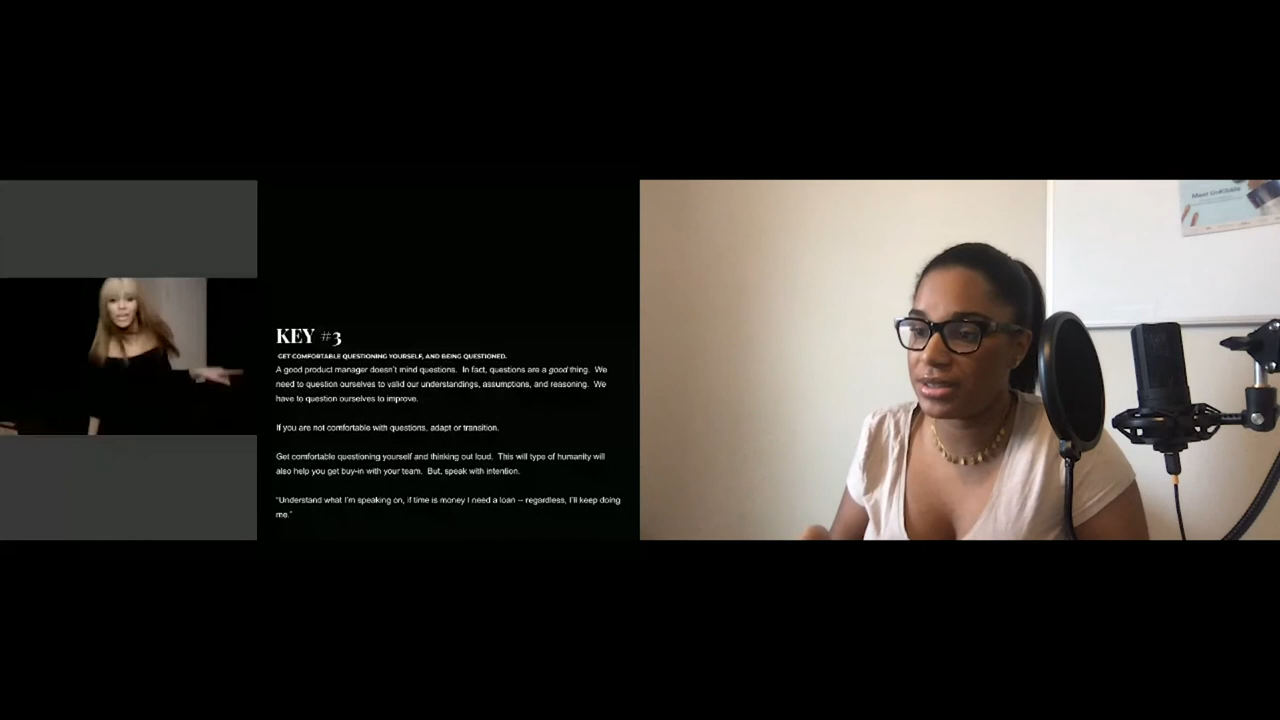 KEY #3
GET COMFORTABLE QUESTIONING YOURSELF, AND BEING QUESTIONED.
A good product manager doesn't mind questions. In fact, questions are a good thing. We
need to question ourselves to valid our understandings, assumptions, and reasoning. We
have to question ourselves to improve.
If you are not comfortable with questions, adapt or transition.
Get comfortable questioning yourself and thinking out loud. This will type of humanity will
also help you get buy-in with your team. But, speak with intention.
"Understand what I'm speaking on, if time is money I need a loan -- regardless, I'll keep doing
me."
Meet UnKibble